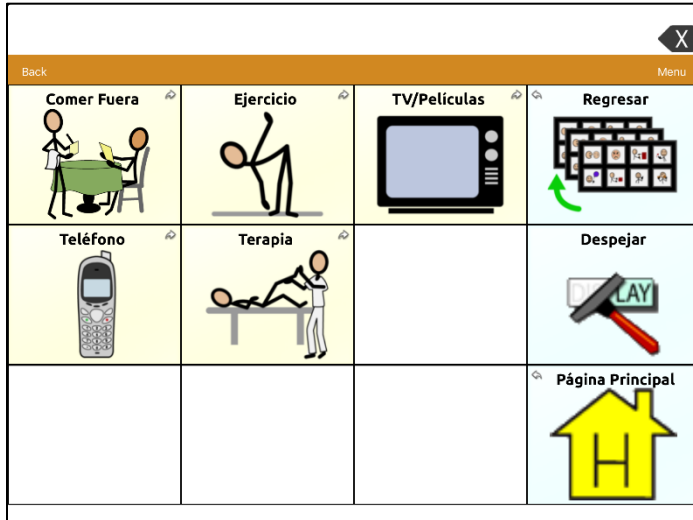 X
Back
Menu
Comer Fuera
Ejercicio
TV/Películas
Regresar
Teléfono
Terapia
Despejar
DISPLAY
Página Principal
H